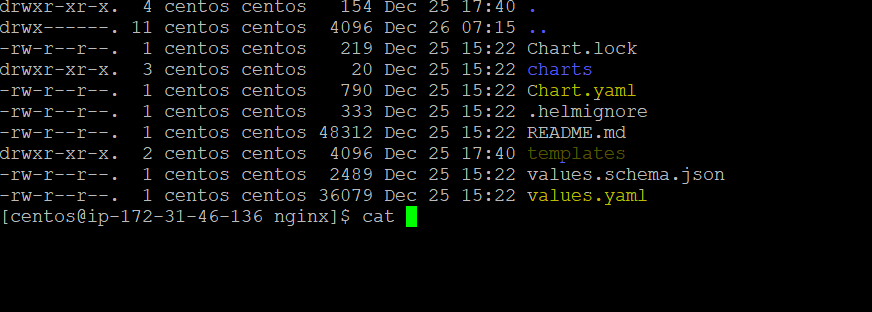 drwxr-xr-x.  4 centos centos   154 Dec 25 17:40 .
drwx------. 11 centos centos  4096 Dec 26 07:15 ..
-rw-r--r--.  1 centos centos   219 Dec 25 15:22 Chart.lock
drwxr-xr-x.  3 centos centos    20 Dec 25 15:22 charts
-rw-r--r--.  1 centos centos   790 Dec 25 15:22 Chart.yaml
-rw-r--r--.  1 centos centos   333 Dec 25 15:22 .helmignore
-rw-r--r--.  1 centos centos 48312 Dec 25 15:22 README.md
drwxr-xr-x.  2 centos centos  4096 Dec 25 17:40 templates
-rw-r--r--.  1 centos centos  2489 Dec 25 15:22 values.schema.json
-rw-r--r--.  1 centos centos 36079 Dec 25 15:22 values.yaml
[centos@ip-172-31-46-136 nginx]$ cat